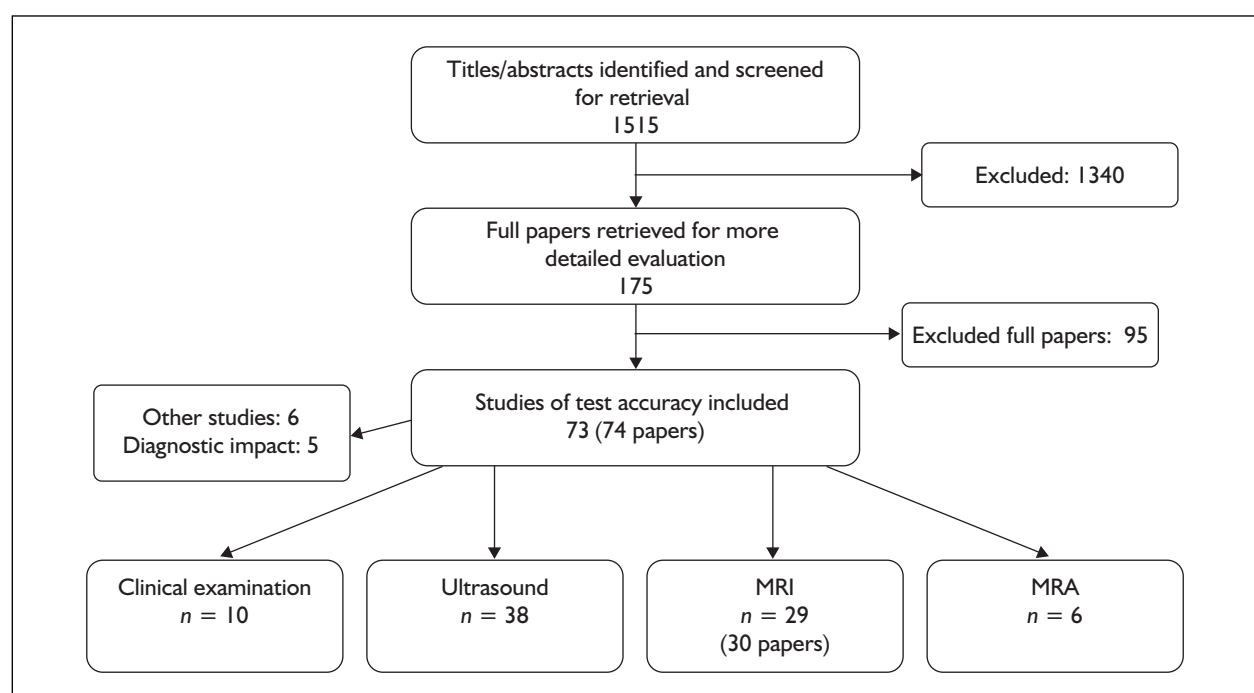 Titles/abstracts identified and screened
for retrieval
1515
Excluded: 1340
Full papers retrieved for more
detailed evaluation
175
Excluded full papers: 95
Studies of test accuracy included
73 (74 papers)
Other studies: 6
Diagnostic impact: 5
Clinical examination
n = 10
Ultrasound
n = 38
MRI
n = 29
(30 papers)
MRA
n = 6